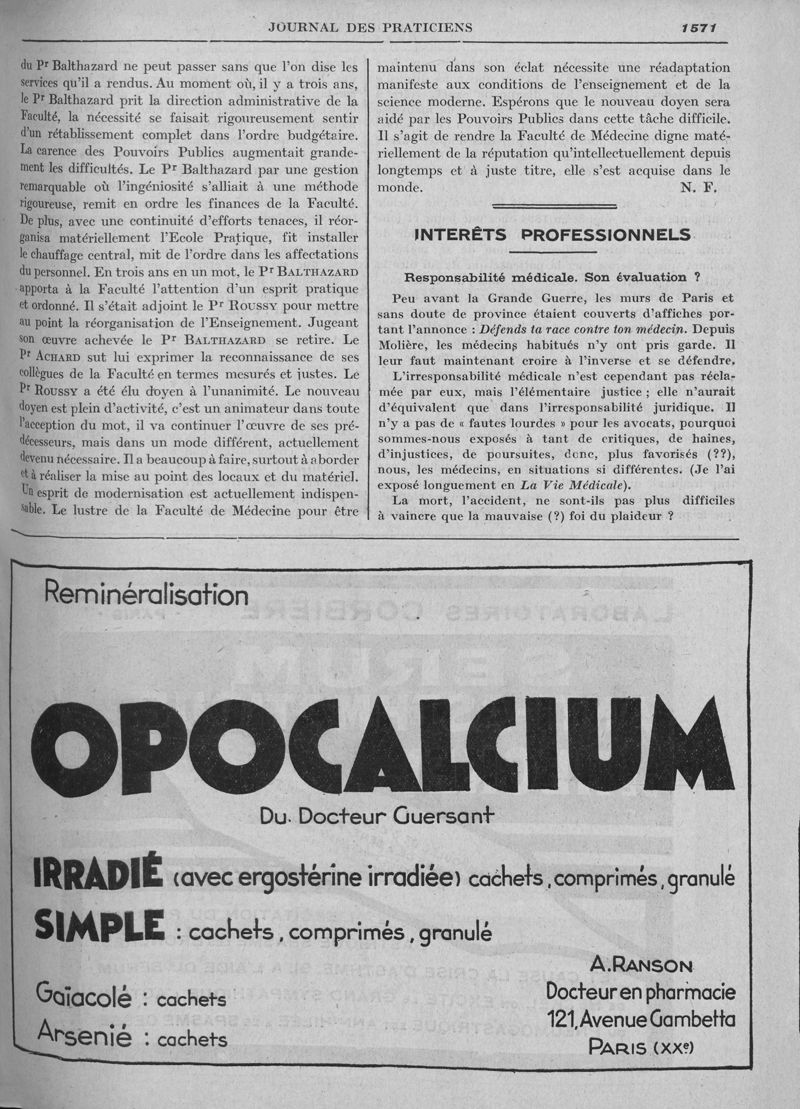 JOURNAL DES PRATICIENS 1571
du Pr Balthazard ne peut passer sans que l'on dise les
services qu'il a rendus. Au moment où, il y a trois ans,
le Pr Balthazard prit la direction administrative de la
Faculté, la nécessité se faisait rigoureusement sentir
d'un rétablissement complet dans l'ordre budgétaire.
La carence des Pouvoirs Publics augmentait grande-
ment les difficultés. Le Pr Balthazard par une gestion
remarquable où l'ingéniosité s'alliait à une méthode
rigoureuse, remit en ordre les finances de la Faculté.
De plus, avec une continuité d'efforts tenaces, il réor-
ganisa matériellement l'Ecole Pratique, fit installer
le chauffage central, mit de l'ordre dans les affectations
du personnel. En trois ans en un mot, le Pr BALTHAZARD
apporta à la Faculté l'attention d'un esprit pratique
et ordonné. Il s'était adjoint le Pr ROUSSY pour mettre
au point la réorganisation de l'Enseignement. Jugeant
son œuvre achevée le Pr BALTHAZARD se retire. Le
Pr ACHARD sut lui exprimer la reconnaissance de ses
collègues de la Faculté en termes mesurés et justes. Le
Pr ROUSSY a été élu doyen à l'unanimité. Le nouveau
doyen est plein d'activité, c'est un animateur dans toute
l'acception du mot, il va continuer l'œuvre de ses pré-
décesseurs, mais dans un mode différent, actuellement
devenu nécessaire. Il a beaucoup à faire, surtout à aborder
et à réaliser la mise au point des locaux et du matériel.
Un esprit de modernisation est actuellement indispen-
sable. Le lustre de la Faculté de Médecine pour être
maintenu dans son éclat nécessite une réadaptation
manifeste aux conditions de l'enseignement et de la
science moderne. Espérons que le nouveau doyen sera
aidé par les Pouvoirs Publics dans cette tâche difficile.
Il s'agit de rendre la Faculté de Médecine digne maté-
riellement de la réputation qu'intellectuellement depuis
longtemps et à juste titre, elle s'est acquise dans le
monde. N. F.
INTERÊTS PROFESSIONNELS
Responsabilité médicale. Son évaluation ?
Peu avant la Grande Guerre, les murs de Paris et
sans doute de province étaient couverts d'affiches por-
tant l'annonce : Défends ta race contre ton médecin. Depuis
Molière, les médecins habitués n'y ont pris garde. Il
leur faut maintenant croire à l'inverse et se défendre.
L'irresponsabilité médicale n'est cependant pas récla-
mée par eux, mais l'élémentaire justice ; elle n'aurait
d'équivalent que dans l'irresponsabilité juridique. Il
n'y a pas de « fautes lourdes » pour les avocats, pourquoi
sommes-nous exposés à tant de critiques, de haines,
d'injustices, de poursuites, donc, plus favorisés (??),
nous, les médecins, en situations si différentes. (Je l'ai
exposé longuement en La Vie Médicale).
La mort, l'accident, ne sont-ils pas plus difficiles
à vaincre que la mauvaise (?) foi du plaideur ?
Reminéralisation
OPOCALCIUM
Du. Docteur Guersant
IRRADIÉ (avec ergostérine irradiée) cachets, comprimés, granulé
SIMPLE : cachets, comprimés, granulé
A. RANSON
Gaïacolé : cachets
Docteur en pharmacie
121, Avenue Gambetta
Arsenié : cachets
PARIS (XXe)